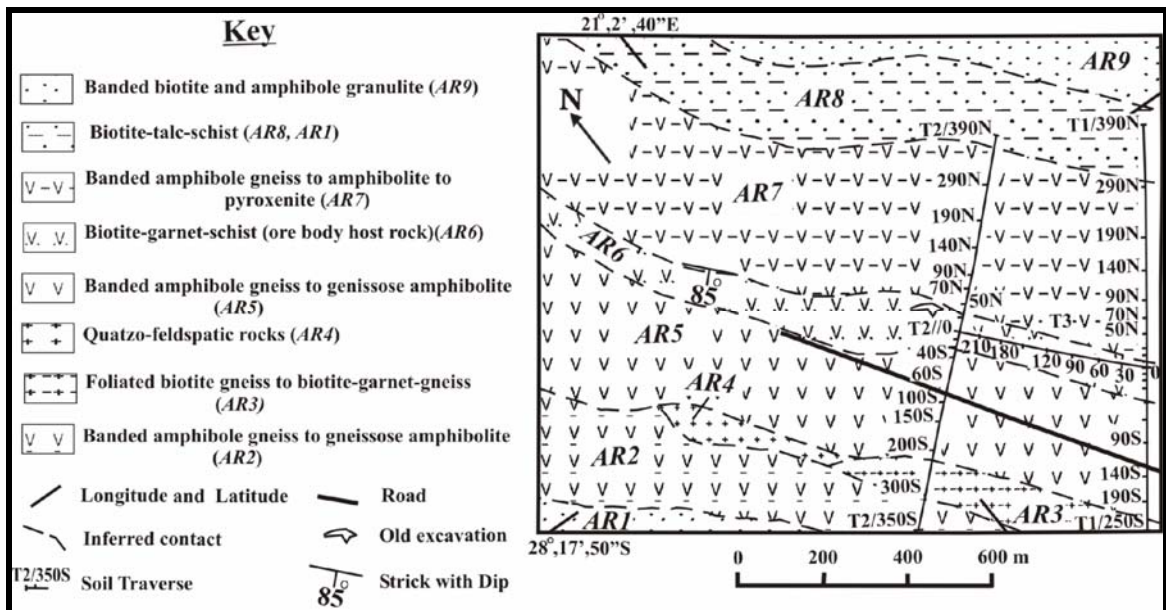 Key
Banded biotite and amphibole granulite (AR9)
Biotite-talc-schist (AR8, AR1)
Banded amphibole gneiss to amphibolite to
pyroxenite (AR7)
Biotite-garnet-schist (ore body host rock)(AR6)
Banded amphibole gneiss to genissose amphibolite
(AR5)
Quatzo-feldspatic rocks (AR4)
Foliated biotite gneiss to biotite-garnet-gneiss
(AR3)
Banded amphibole gneiss to gneissose amphibolite
(AR2)
Longitude and Latitude
Road
Inferred contact
Old excavation
T2/350S
Soil Traverse
85°
Strick with Dip
21°,2',40”E
N
AR9
AR8
T2/390N
T1/390N
AR7
290N
290N
190N
190N
140N
140N
AR6
90N
70N
90N
85°
50N
70N
T3
50N
AR5
T2//0
210
180
120
90
60
30
0
40S
60S
AR4
100S
150S
90S
AR2
200S
140S
300S
190S
AR1
T2/350S
AR3
T1/250S
28°,17',50”S
0
200
400
600 m